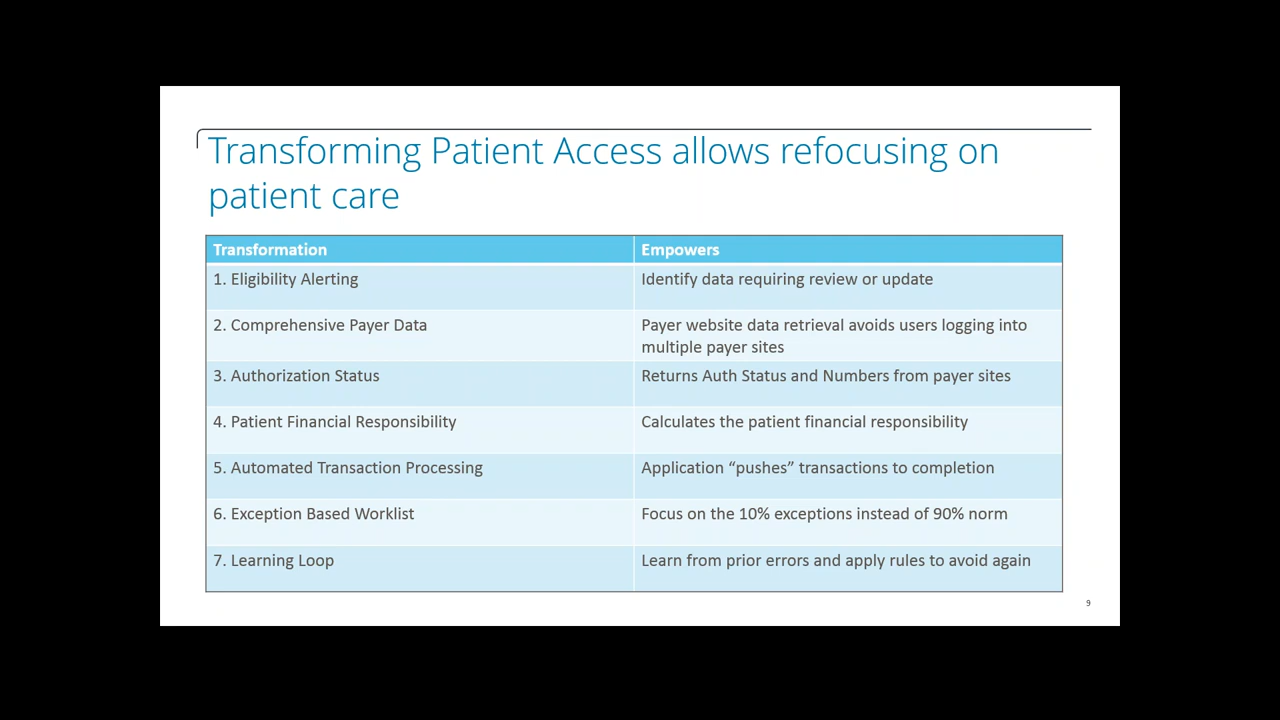 Transforming Patient Access allows refocusing on
patient care
Transformation
Empowers
1. Eligibility Alerting
Identify data requiring review or update
2. Comprehensive Payer Data
Payer website data retrieval avoids users logging into
multiple payer sites
3. Authorization Status
Returns Auth Status and Numbers from payer sites
4. Patient Financial Responsibility
Calculates the patient financial responsibility
5. Automated Transaction Processing
Application “pushes” transactions to completion
6. Exception Based Worklist
Focus on the 10% exceptions instead of 90% norm
7. Learning Loop
Learn from prior errors and apply rules to avoid again
9